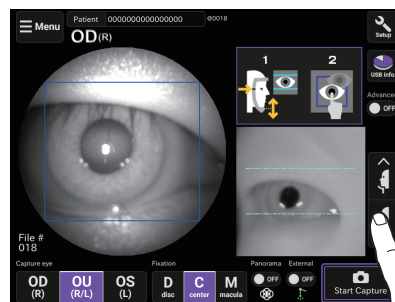 Menu
Patient 0000000000000000 @0018
OD(R)
Setup
1 2
USB info.
Advanced
OFF
File #
018
Capture eye Fixation Panorama External
OD
(R)
OU
(R/L)
OS
(L)
D
disc
C
center
M
macula
OFF
OFF
Start Capture